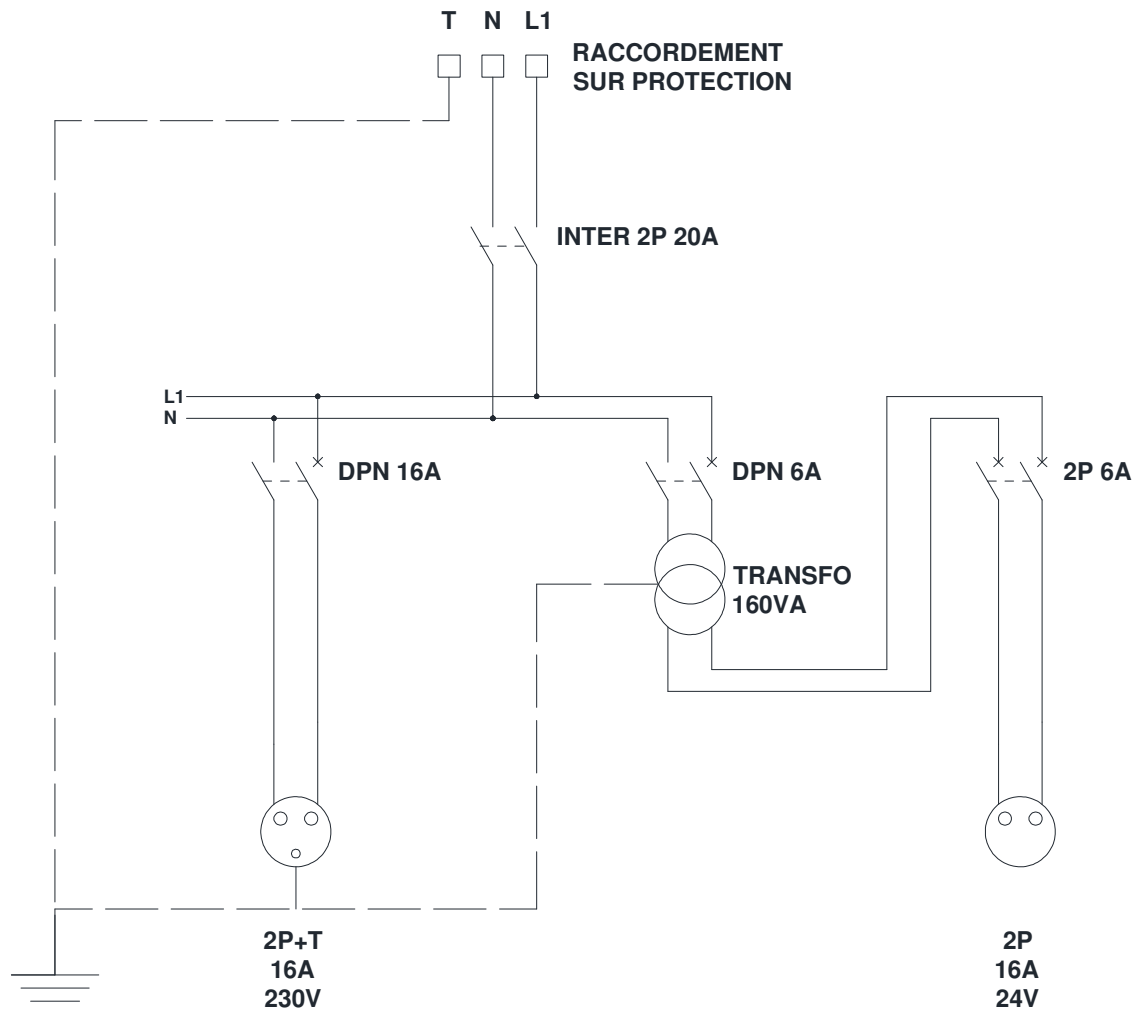 T N L1
RACCORDEMENT
SUR PROTECTION
INTER 2P 20A
L1
N
DPN 16A
DPN 6A
2P 6A
TRANSFO
160VA
2P+T
16A
230V
2P
16A
24V